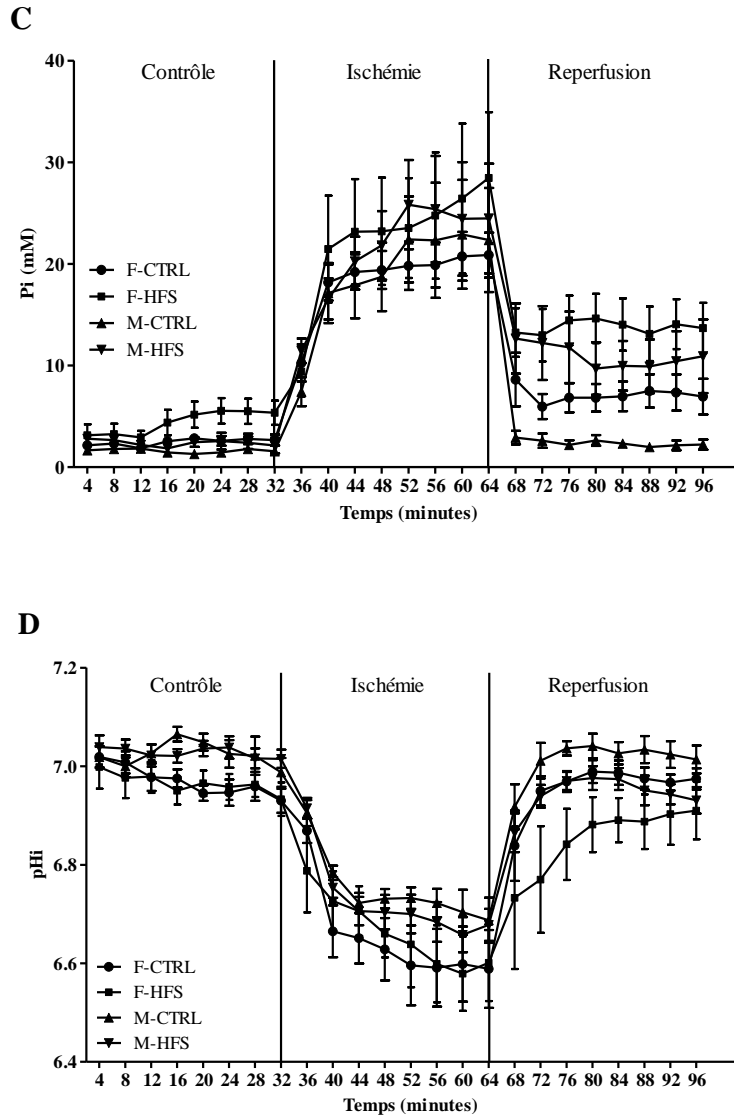 C
Contrôle Ischémie Reperfusion
40
30
20
10
0
Pi (mM)
F-CTRL
F-HFS
M-CTRL
M-HFS
4 8 12 16 20 24 28 32 36 40 44 48 52 56 60 64 68 72 76 80 84 88 92 96
Temps (minutes)
D
Contrôle Ischémie Reperfusion
7.2
7.0
6.8
6.6
6.4
pHi
F-CTRL
F-HFS
M-CTRL
M-HFS
4 8 12 16 20 24 28 32 36 40 44 48 52 56 60 64 68 72 76 80 84 88 92 96
Temps (minutes)